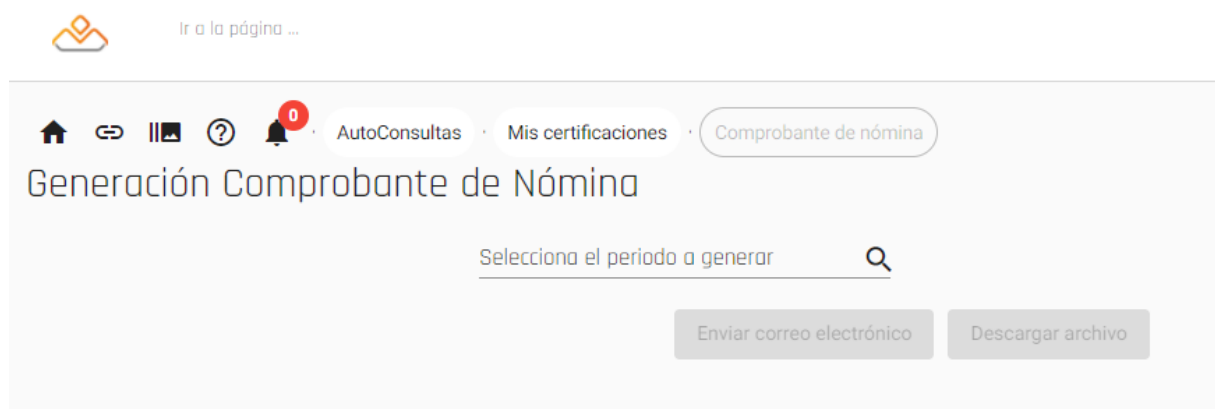 Ir a la página ...
0
· AutoConsultas · Mis certificaciones · Comprobante de nómina
Generación Comprobante de Nómina
Selecciona el periodo a generar
Enviar correo electrónico Descargar archivo